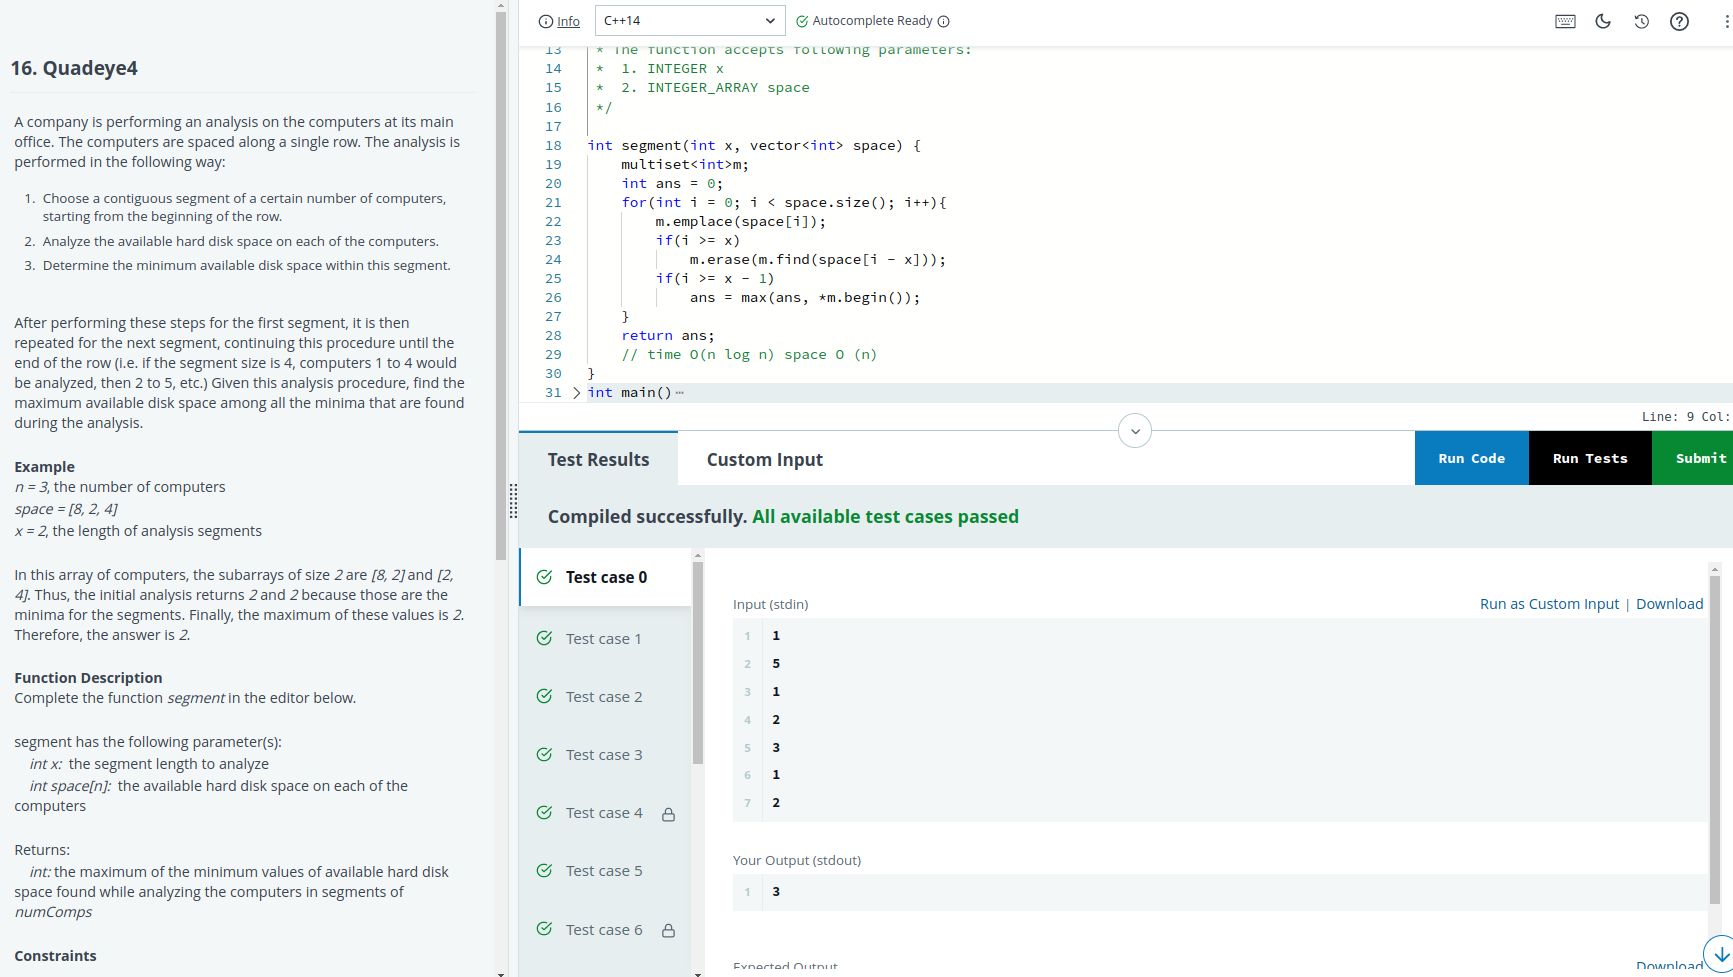 16. Quadeye4
A company is performing an analysis on the computers at its main
office. The computers are spaced along a single row. The analysis is
performed in the following way:
1. Choose a contiguous segment of a certain number of computers,
starting from the beginning of the row.
2. Analyze the available hard disk space on each of the computers.
3. Determine the minimum available disk space within this segment.
After performing these steps for the first segment, it is then
repeated for the next segment, continuing this procedure until the
end of the row (i.e. if the segment size is 4, computers 1 to 4 would
be analyzed, then 2 to 5, etc.) Given this analysis procedure, find the
maximum available disk space among all the minima that are found
during the analysis.
Example
n = 3, the number of computers
space = [8, 2, 4]
x = 2, the length of analysis segments
In this array of computers, the subarrays of size 2 are [8, 2] and [2,
4]. Thus, the initial analysis returns 2 and 2 because those are the
minima for the segments. Finally, the maximum of these values is 2.
Therefore, the answer is 2.
Function Description
Complete the function segment in the editor below.
segment has the following parameter(s):
int x: the segment length to analyze
int space[n]: the available hard disk space on each of the
computers
Returns:
int: the maximum of the minimum values of available hard disk
space found while analyzing the computers in segments of
numComps
Constraints
Info
C++14
Autocomplete Ready
13 * The function accepts following parameters:
14 * 1. INTEGER x
15 * 2. INTEGER_ARRAY space
16 */
17
18 int segment(int x, vector<int> space) {
19 multiset<int>m;
20 int ans = 0;
21 for(int i = 0; i < space.size(); i++){
22 m.emplace(space[i]);
23 if(i >= x)
24 m.erase(m.find(space[i - x]));
25 if(i >= x - 1)
26 ans = max(ans, *m.begin());
27 }
28 return ans;
29 // time O(n log n) space O (n)
30 }
31 int main()
Line: 9 Col:
Test Results
Custom Input
Run Code
Run Tests
Submit
Compiled successfully. All available test cases passed
Test case 0
Test case 1
Test case 2
Test case 3
Test case 4
Test case 5
Test case 6
Input (stdin)
Run as Custom Input | Download
1 1
2 5
3 1
4 2
5 3
6 1
7 2
Your Output (stdout)
1 3
Expected Output
Download